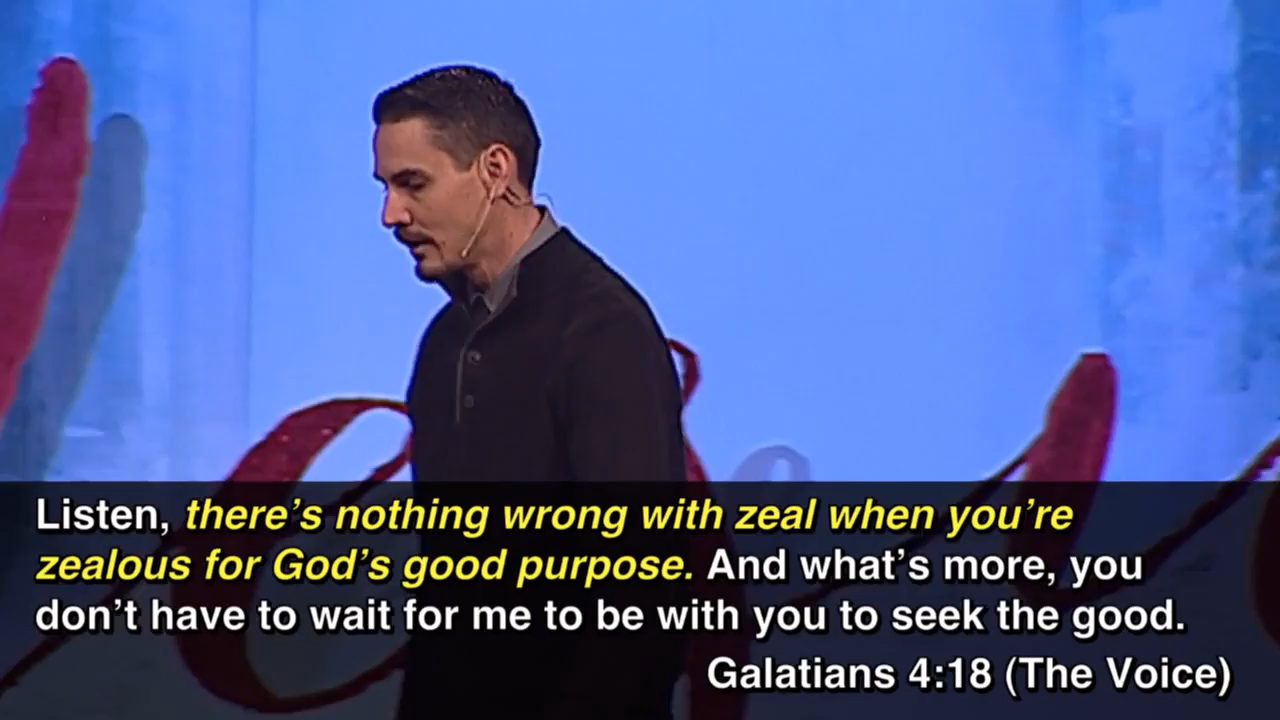 Listen, there's nothing wrong with zeal when you're
zealous for God's good purpose. And what's more, you
don't have to wait for me to be with you to seek the good.
Galatians 4:18 (The Voice)